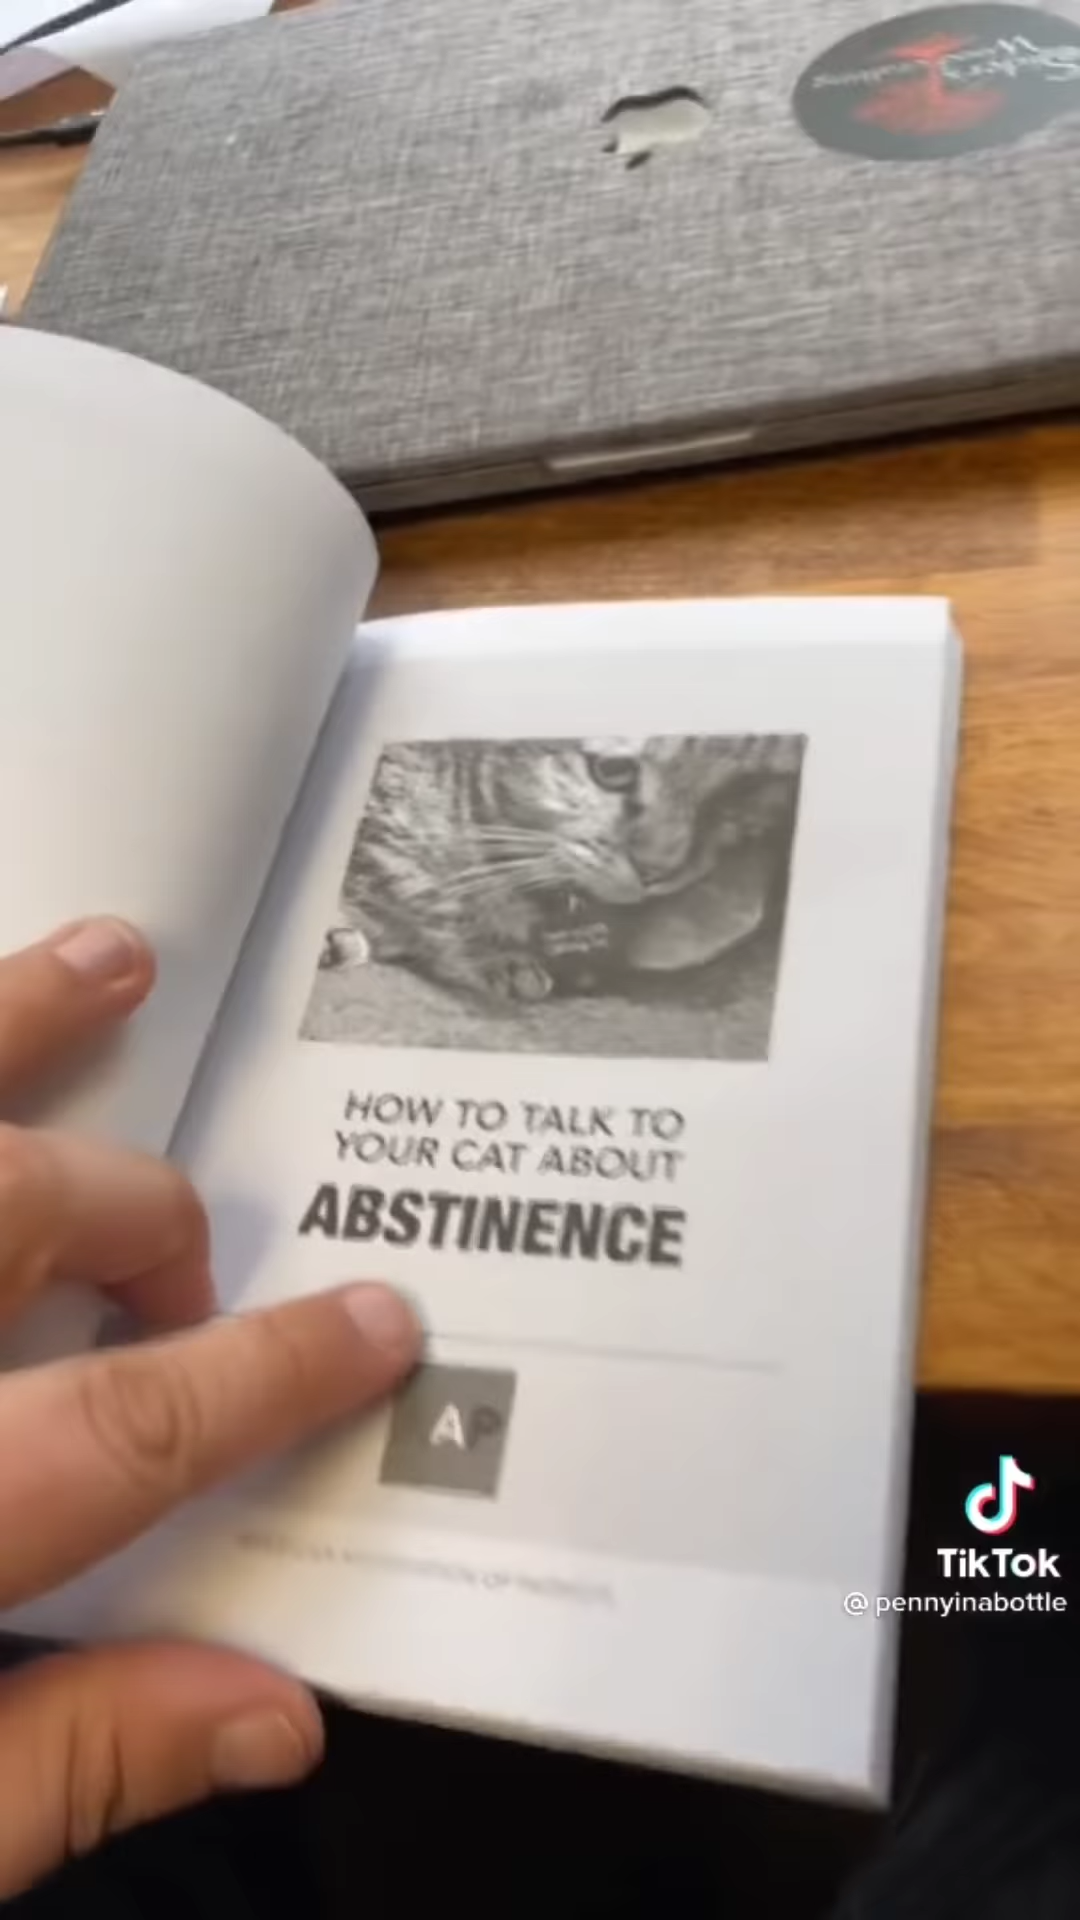 HOW TO TALK TO
YOUR CAT ABOUT
ABSTINENCE
AP
TikTok
@pennyinabottle